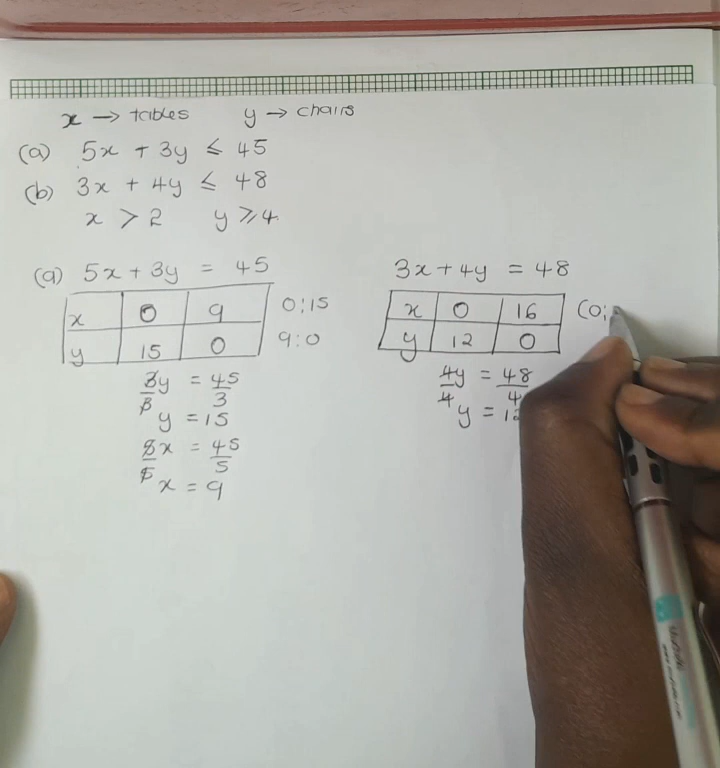 x → tables y → chairs
(a) 5x + 3y ≤ 45
(b) 3x + 4y ≤ 48
x > 2 y ≥ 4
(a) 5x + 3y = 45
x 0 9 0;15
y 15 0 9:0
3y/3 = 45/3
y = 15
5x/5 = 45/5
x = 9
3x + 4y = 48
x 0 16 (0;
y 12 0
4y/4 = 48/4
y = 12